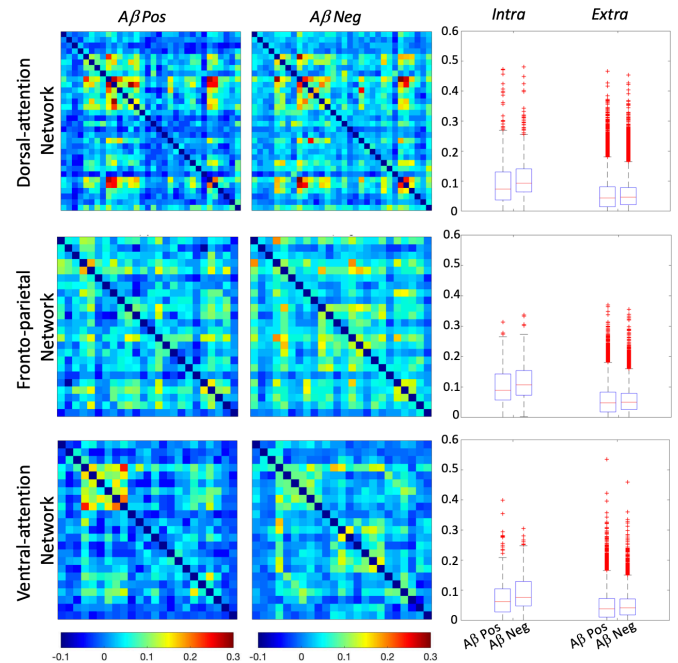 Aβ Pos
Aβ Neg
Intra
Extra
Dorsal-attention
Network
0.6
0.5
0.4
0.3
0.2
0.1
0
Fronto-parietal
Network
0.6
0.5
0.4
0.3
0.2
0.1
0
Ventral-attention
Network
0.6
0.5
0.4
0.3
0.2
0.1
0
Aβ Pos
Aβ Neg
Aβ Pos
Aβ Neg
-0.1 0 0.1 0.2 0.3
-0.1 0 0.1 0.2 0.3